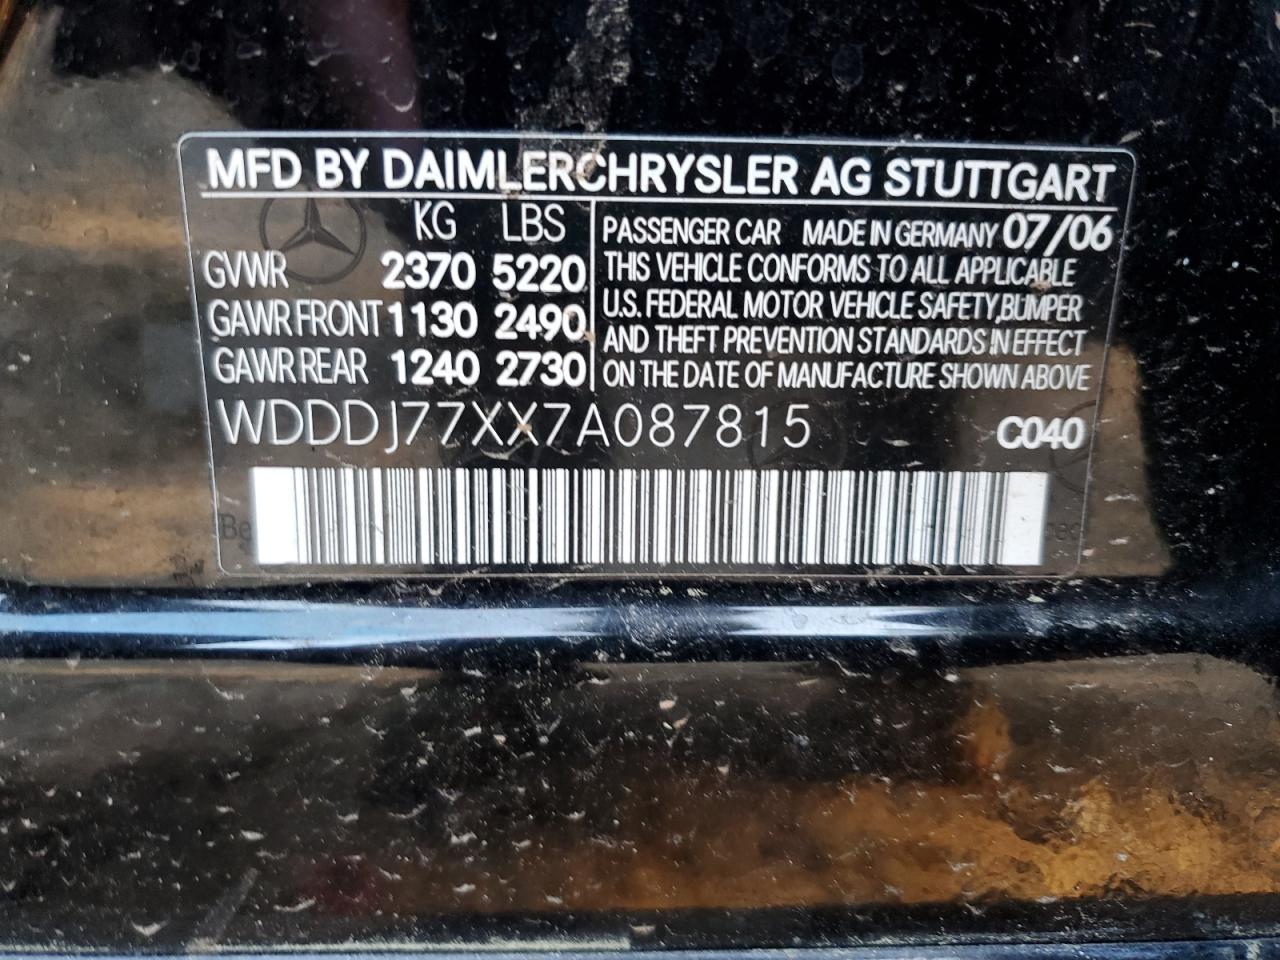 MFD BY DAIMLERCHRYSLER AG STUTTGART
KG LBS
GVWR 2370 5220
GAWR FRONT 1130 2490
GAWR REAR 1240 2730
PASSENGER CAR MADE IN GERMANY 07/06
THIS VEHICLE CONFORMS TO ALL APPLICABLE
U.S. FEDERAL MOTOR VEHICLE SAFETY, BUMPER
AND THEFT PREVENTION STANDARDS IN EFFECT
ON THE DATE OF MANUFACTURE SHOWN ABOVE
WDDDJ77XX7A087815 C040